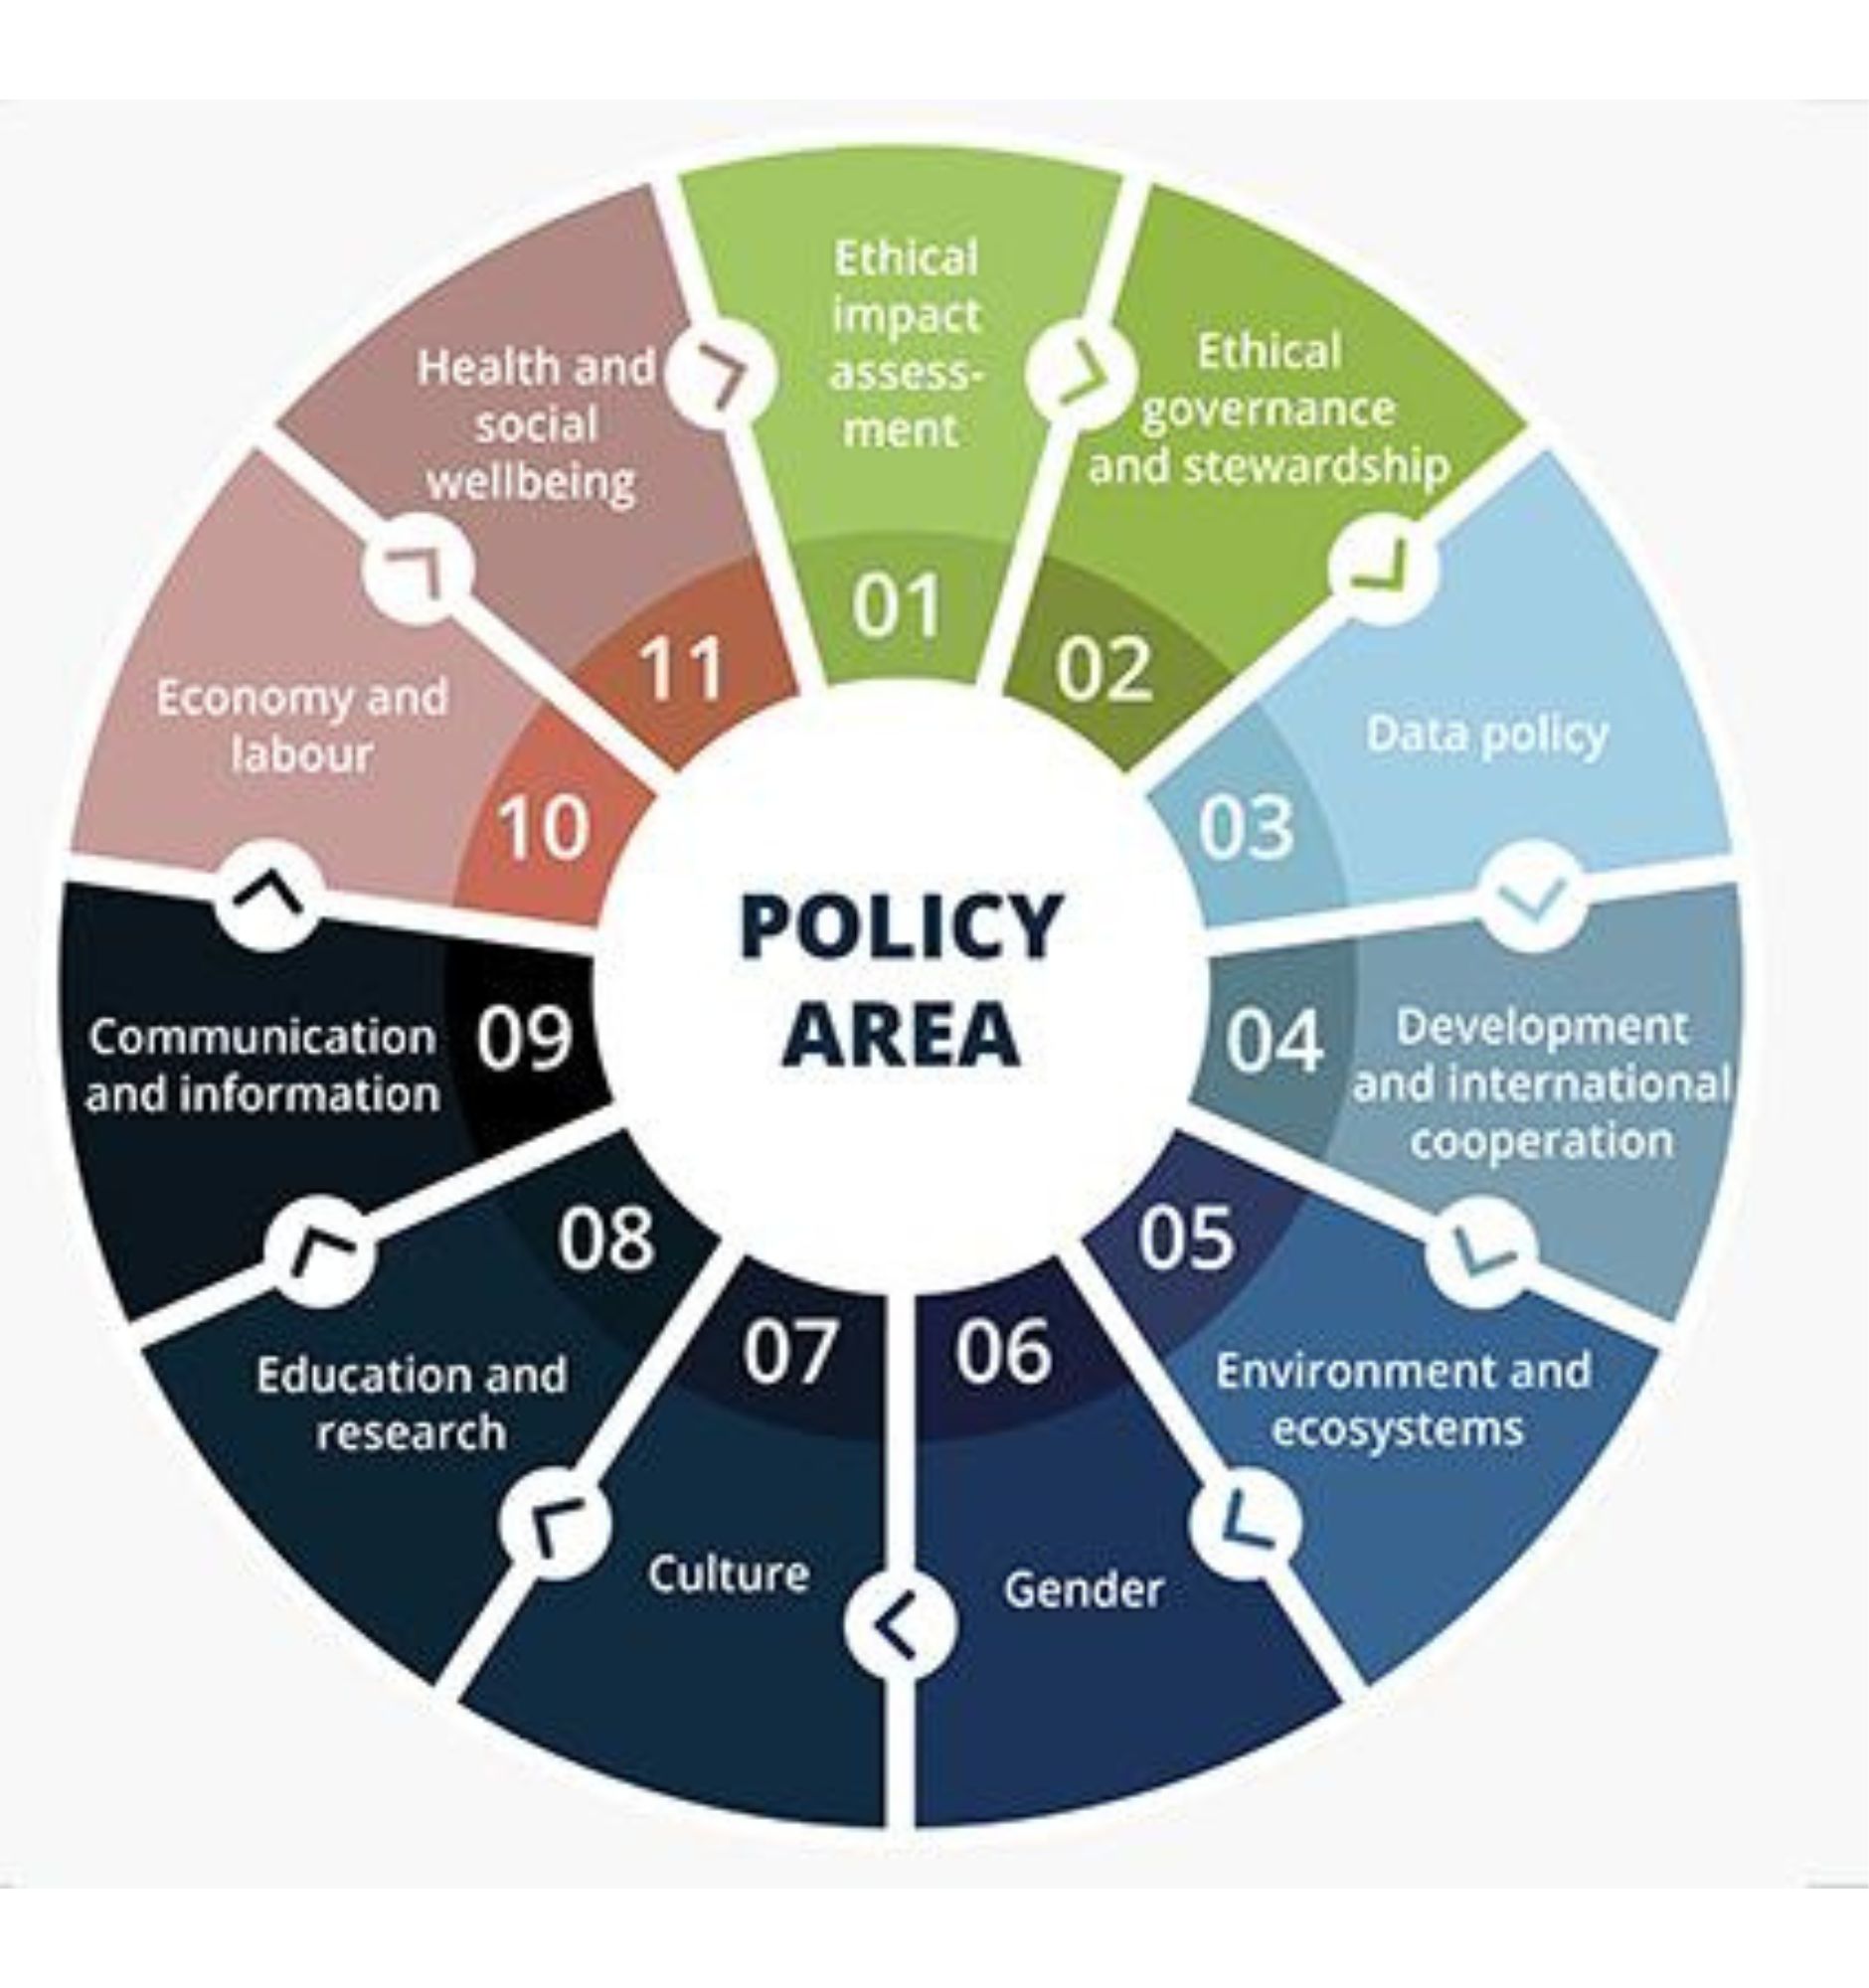 POLICY
AREA
01
Ethical
impact
assess-
ment
02
Ethical
governance
and stewardship
03
Data policy
04
Development
and international
cooperation
05
Environment and
ecosystems
06
Gender
07
Culture
08
Education and
research
09
Communication
and information
10
Economy and
labour
11
Health and
social
wellbeing